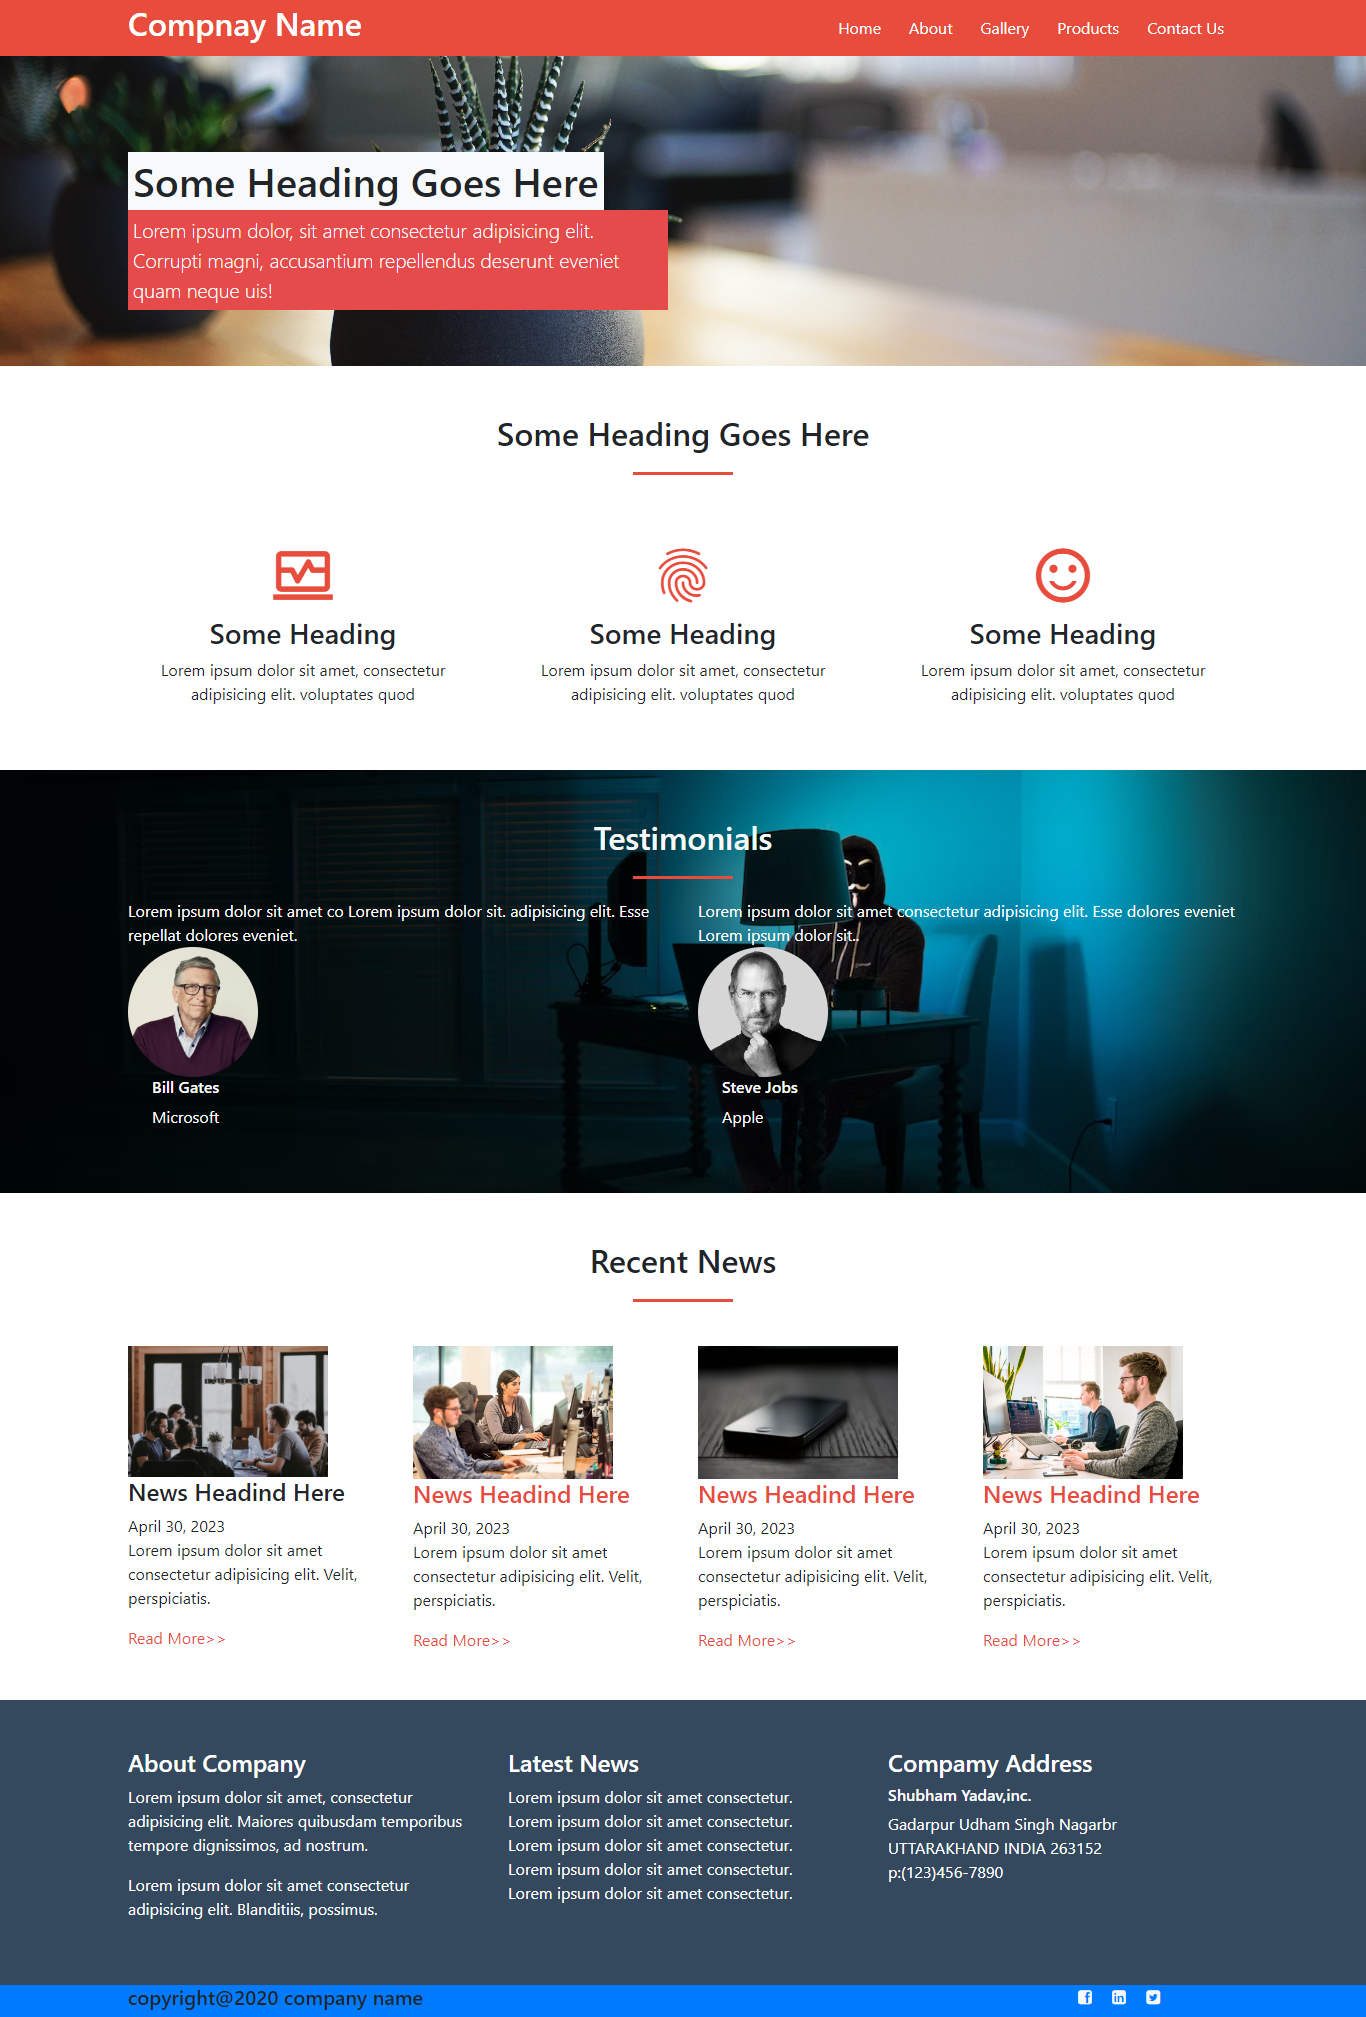 Compnay Name
Home About Gallery Products Contact Us
Some Heading Goes Here
Lorem ipsum dolor, sit amet consectetur adipisicing elit.
Corrupti magni, accusantium repellendus deserunt eveniet
quam neque uis!
Some Heading Goes Here
Some Heading
Lorem ipsum dolor sit amet, consectetur
adipisicing elit. voluptates quod
Some Heading
Lorem ipsum dolor sit amet, consectetur
adipisicing elit. voluptates quod
Some Heading
Lorem ipsum dolor sit amet, consectetur
adipisicing elit. voluptates quod
Testimonials
Lorem ipsum dolor sit amet co Lorem ipsum dolor sit. adipisicing elit. Esse
repellat dolores eveniet.
Bill Gates
Microsoft
Lorem ipsum dolor sit amet consectetur adipisicing elit. Esse dolores eveniet
Lorem ipsum dolor sit..
Steve Jobs
Apple
Recent News
News Headind Here
April 30, 2023
Lorem ipsum dolor sit amet
consectetur adipisicing elit. Velit,
perspiciatis.
Read More>>
News Headind Here
April 30, 2023
Lorem ipsum dolor sit amet
consectetur adipisicing elit. Velit,
perspiciatis.
Read More>>
News Headind Here
April 30, 2023
Lorem ipsum dolor sit amet
consectetur adipisicing elit. Velit,
perspiciatis.
Read More>>
News Headind Here
April 30, 2023
Lorem ipsum dolor sit amet
consectetur adipisicing elit. Velit,
perspiciatis.
Read More>>
About Company
Lorem ipsum dolor sit amet, consectetur
adipisicing elit. Maiores quibusdam temporibus
tempore dignissimos, ad nostrum.
Lorem ipsum dolor sit amet consectetur
adipisicing elit. Blanditiis, possimus.
Latest News
Lorem ipsum dolor sit amet consectetur.
Lorem ipsum dolor sit amet consectetur.
Lorem ipsum dolor sit amet consectetur.
Lorem ipsum dolor sit amet consectetur.
Lorem ipsum dolor sit amet consectetur.
Compamy Address
Shubham Yadav,inc.
Gadarpur Udham Singh Nagarbr
UTTARAKHAND INDIA 263152
p:(123)456-7890
copyright@2020 company name